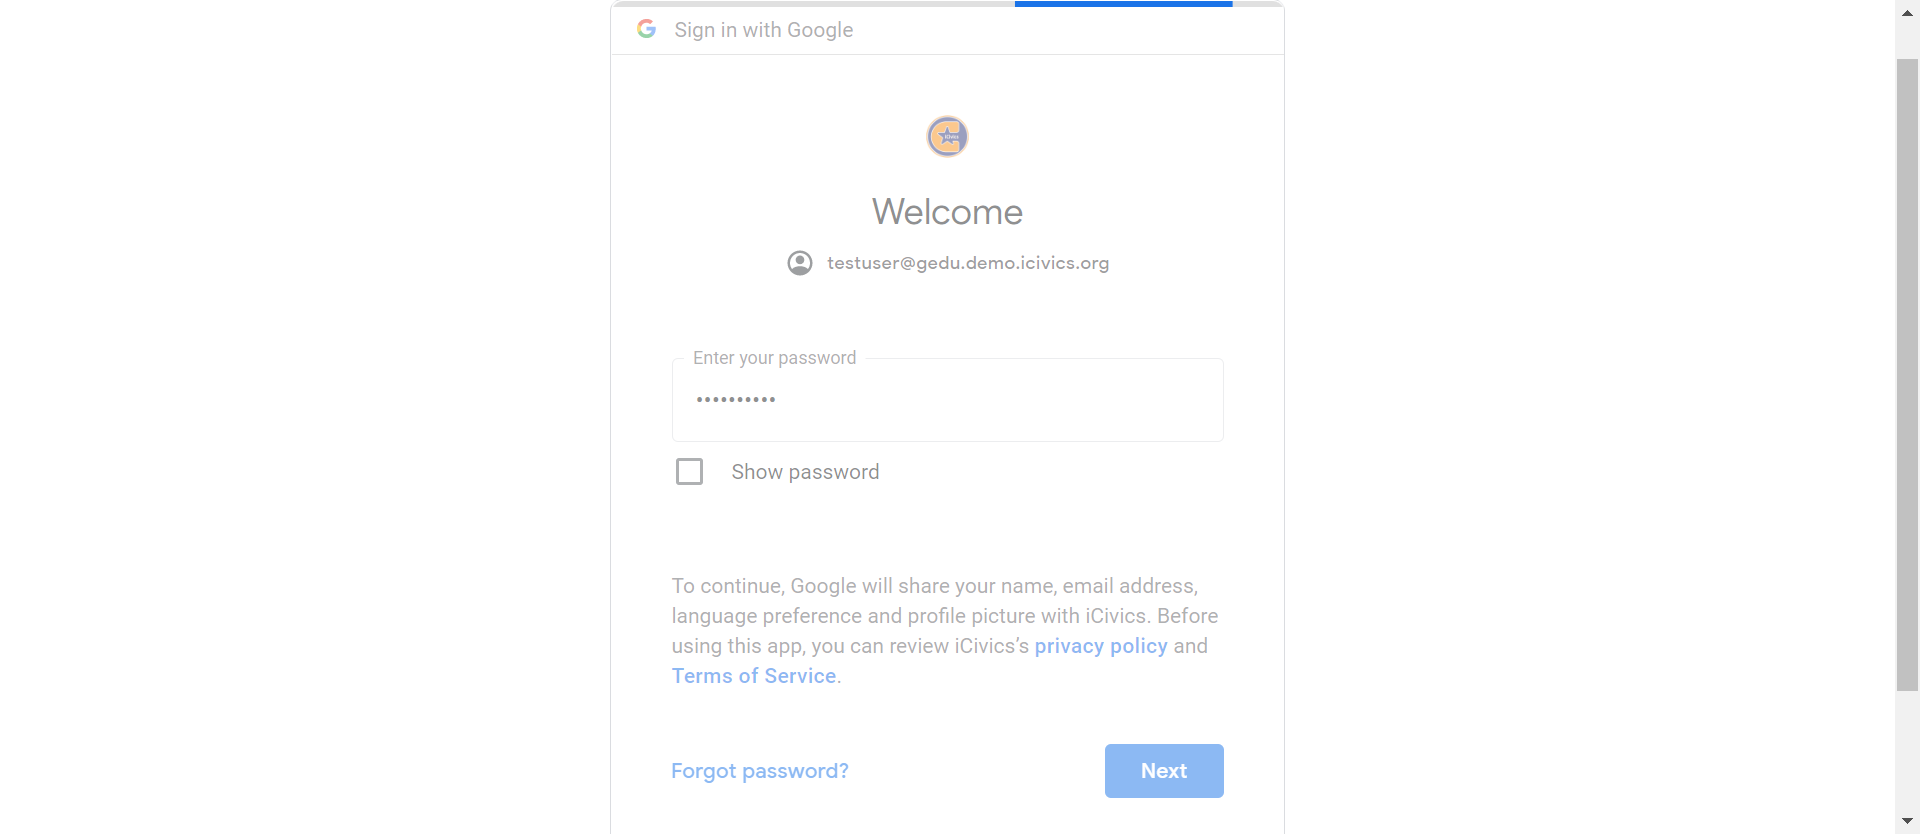 Sign in with Google
iCivics
Welcome
testuser@gedu.demo.icivics.org
Enter your password
••••••••••
Show password
To continue, Google will share your name, email address,
language preference and profile picture with iCivics. Before
using this app, you can review iCivics’s privacy policy and
Terms of Service.
Forgot password?
Next